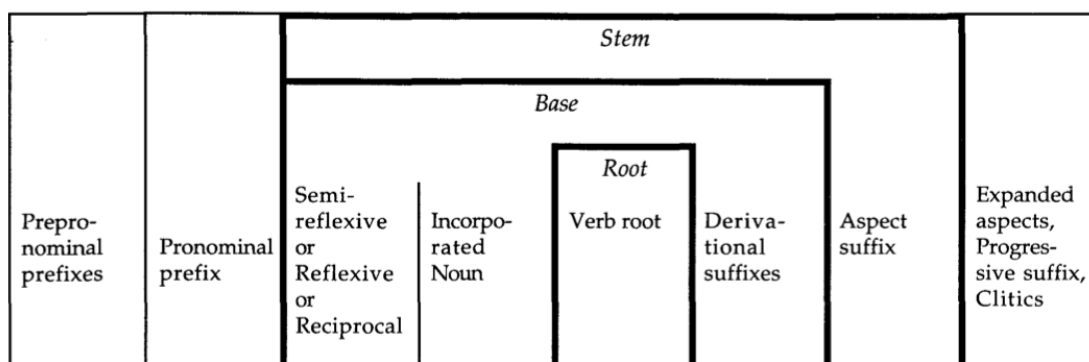 Stem
Base
Root
Prepro-
nominal
prefixes
Pronominal
prefix
Semi-
reflexive
or
Reflexive
or
Reciprocal
Incorpo-
rated
Noun
Verb root
Deriva-
tional
suffixes
Aspect
suffix
Expanded
aspects,
Progres-
sive suffix,
Clitics